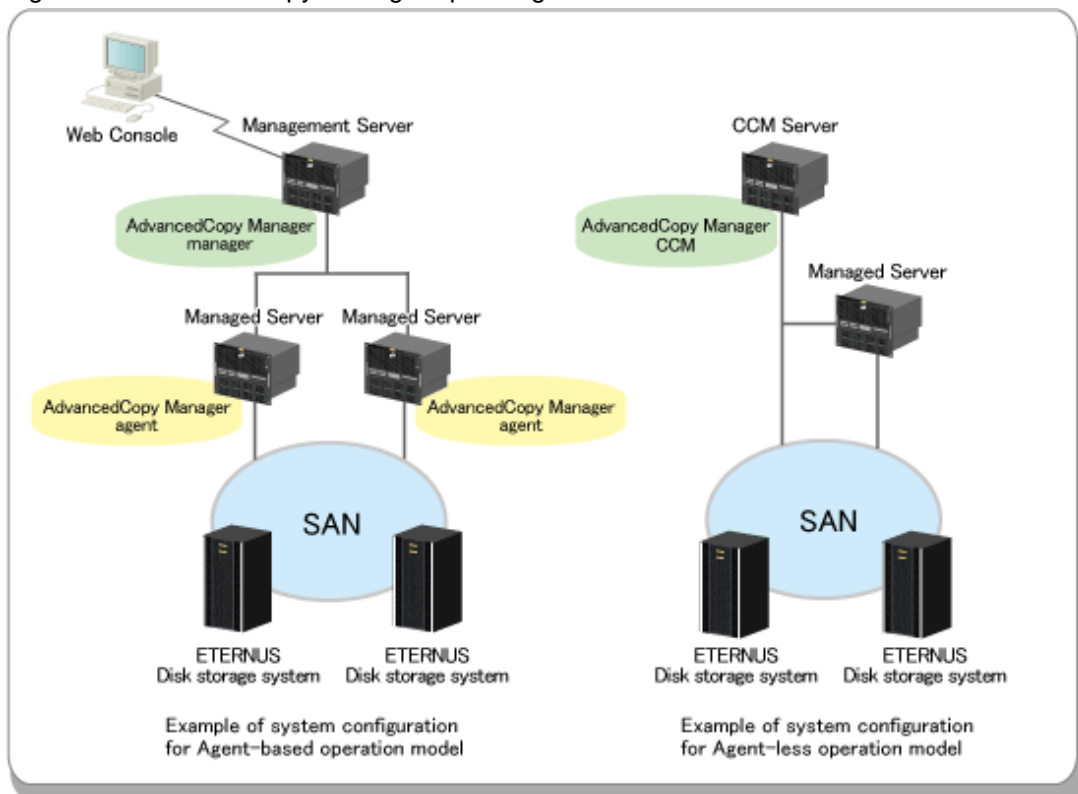 Web Console
Management Server
AdvancedCopy Manager
manager
Managed Server
Managed Server
AdvancedCopy Manager
agent
AdvancedCopy Manager
agent
SAN
ETERNUS
Disk storage system
ETERNUS
Disk storage system
Example of system configuration
for Agent-based operation model
CCM Server
AdvancedCopy Manager
CCM
Managed Server
SAN
ETERNUS
Disk storage system
ETERNUS
Disk storage system
Example of system configuration
for Agent-less operation model